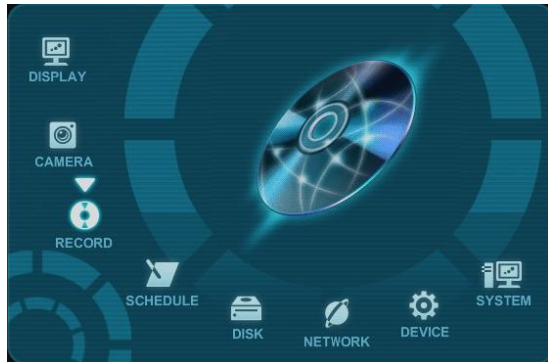 DISPLAY
CAMERA
RECORD
SCHEDULE
DISK
NETWORK
DEVICE
SYSTEM